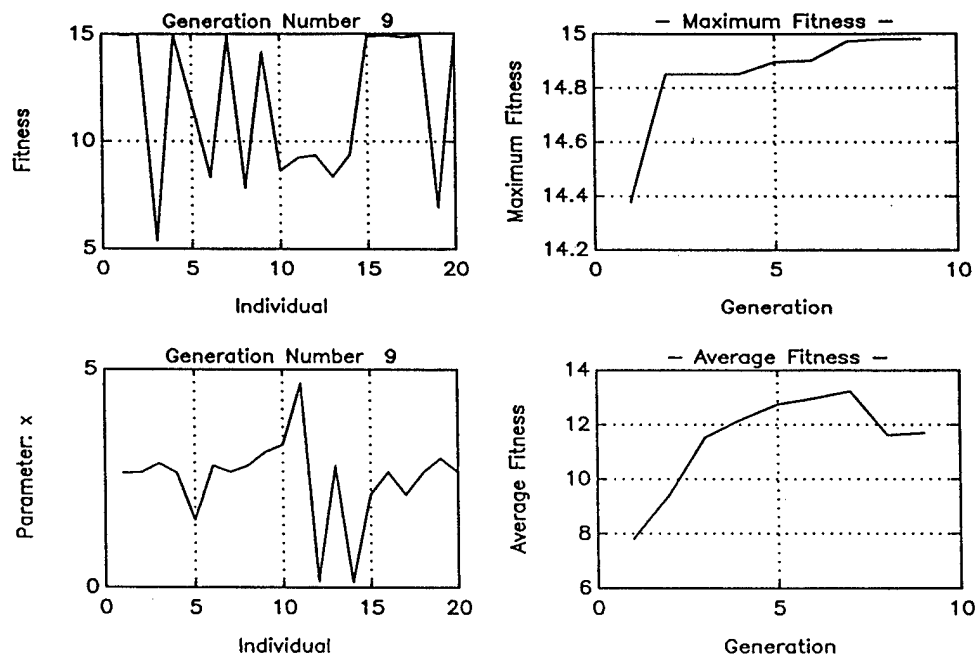 Generation Number 9
15
10
5
0
5
10
15
20
Fitness
Individual
— Maximum Fitness —
15
14.8
14.6
14.4
14.2
0
5
10
Maximum Fitness
Generation
Generation Number 9
5
0
0
5
10
15
20
Parameter: x
Individual
— Average Fitness —
14
12
10
8
6
0
5
10
Average Fitness
Generation